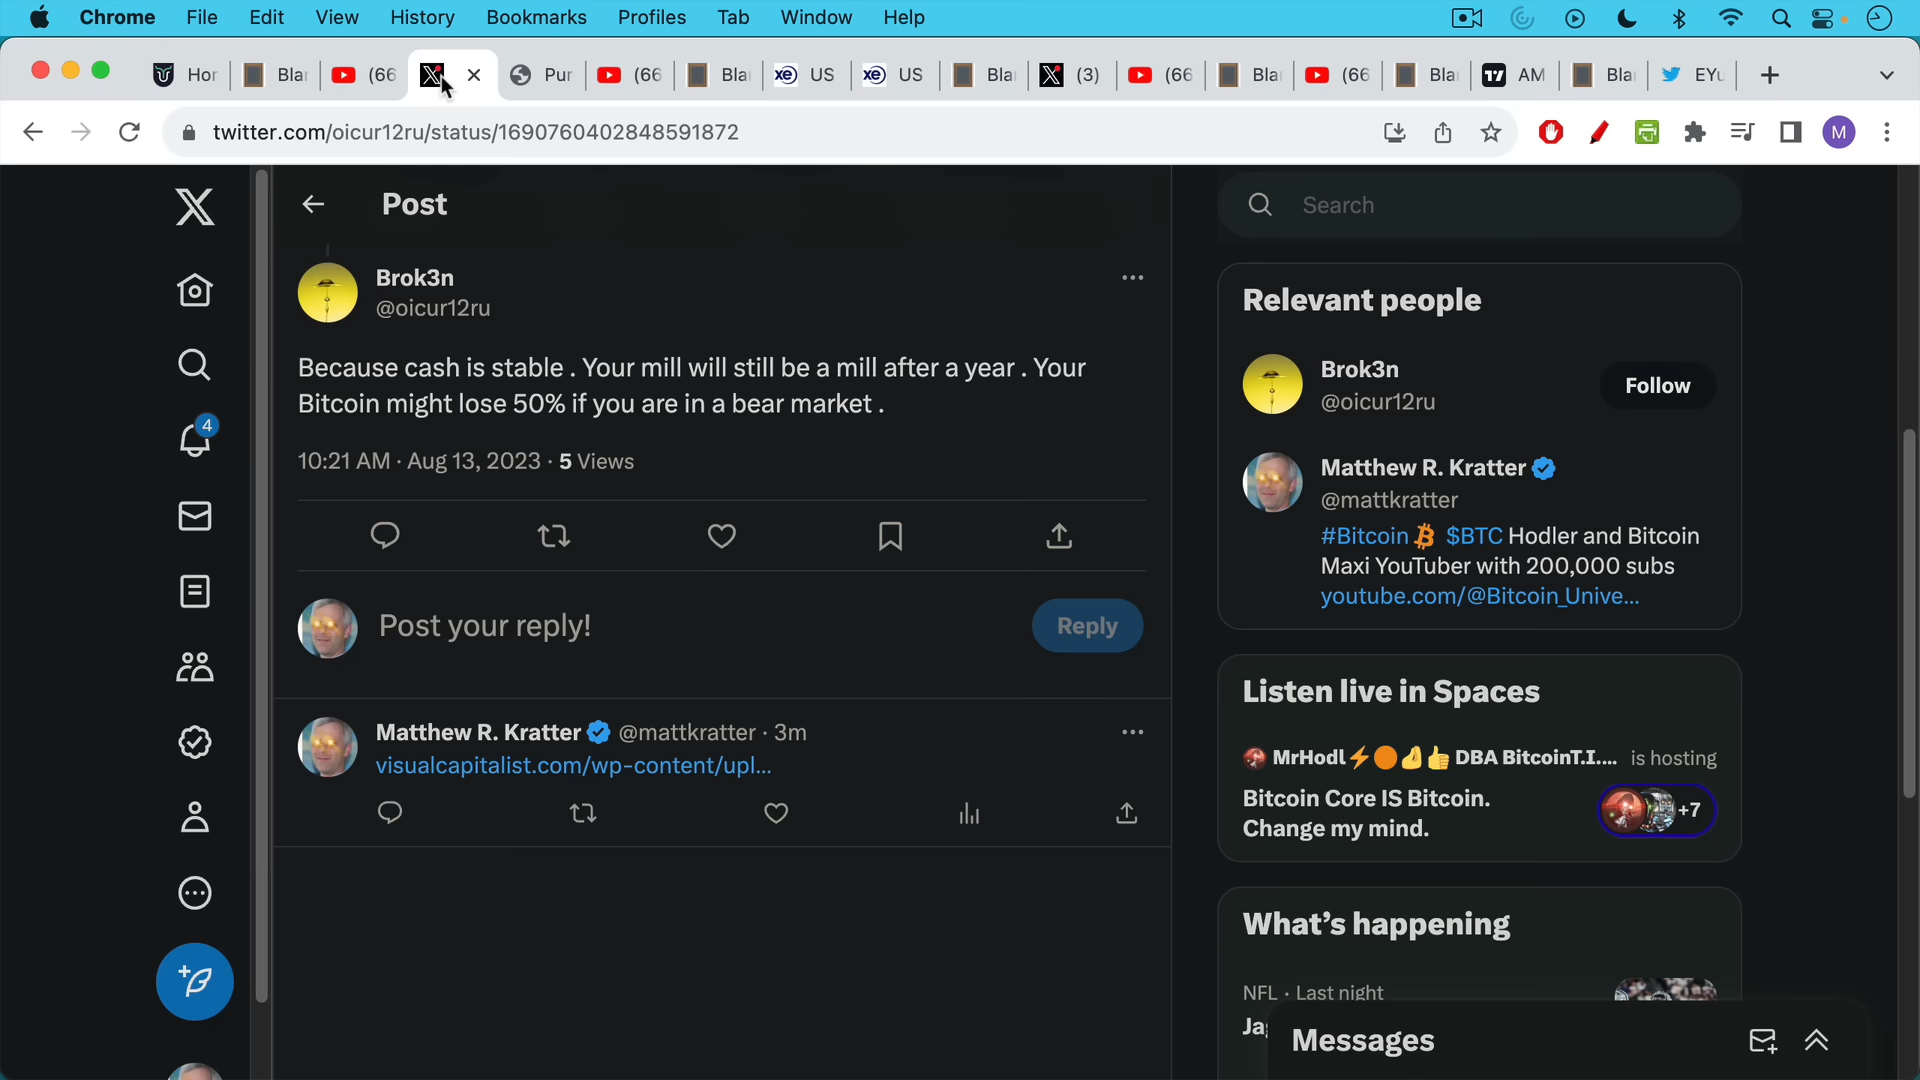 Chrome File Edit View History Bookmarks Profiles Tab Window Help
Hor Bla (66 Pur (66 Bla US US Bla (3) (66 Bla (66 Bla AM Bla EYu
twitter.com/oicur12ru/status/1690760402848591872
M
Post
Search
Brok3n
@oicur12ru
Because cash is stable . Your mill will still be a mill after a year . Your
Bitcoin might lose 50% if you are in a bear market .
10:21 AM · Aug 13, 2023 · 5 Views
Post your reply!
Reply
Matthew R. Kratter @mattkratter · 3m
visualcapitalist.com/wp-content/upl...
4
Relevant people
Brok3n
@oicur12ru
Follow
Matthew R. Kratter
@mattkratter
#Bitcoin $BTC Hodler and Bitcoin
Maxi YouTuber with 200,000 subs
youtube.com/@Bitcoin_Unive...
Listen live in Spaces
MrHodl⚡🟠🤌👍 DBA BitcoinT.I.... is hosting
Bitcoin Core IS Bitcoin.
Change my mind.
+7
What's happening
NFL · Last night
Messages